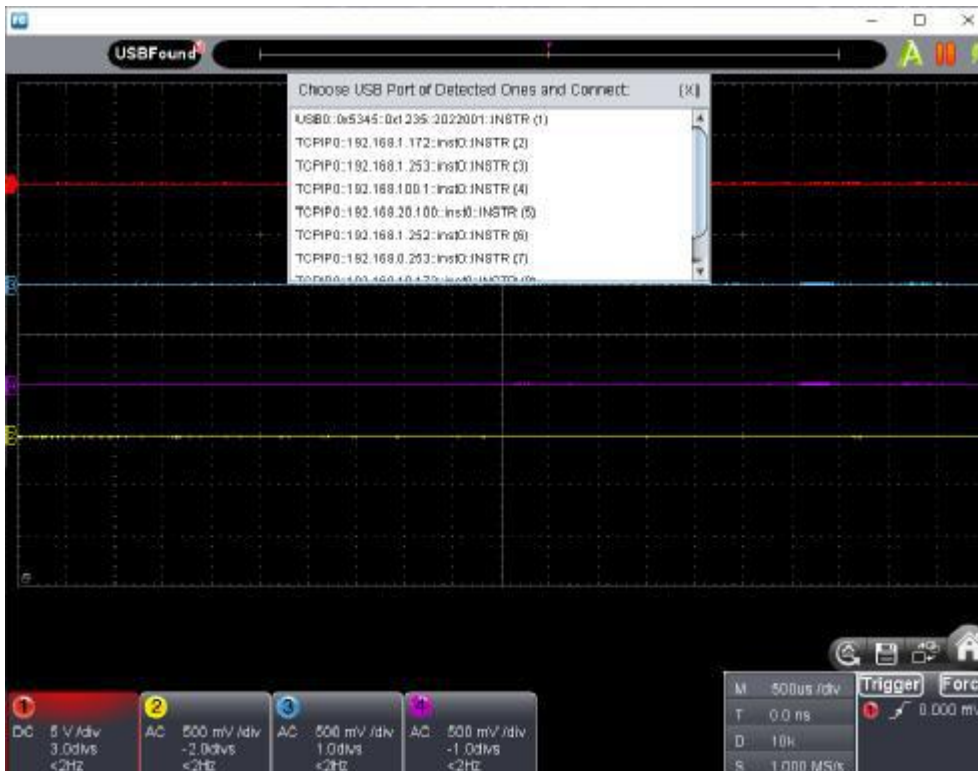 USBFound
Choose USB Port of Detected Ones and Connect: (X)
USB0::0x5345::0x1235::2022001::INSTR (1)
TCPIP0::192.168.1.172::inst0::INSTR (2)
TCPIP0::192.168.1.253::inst0::INSTR (3)
TCPIP0::192.168.100.1::inst0::INSTR (4)
TCPIP0::192.168.20.100::inst0::INSTR (5)
TCPIP0::192.168.1.252::inst0::INSTR (6)
TCPIP0::192.168.0.253::inst0::INSTR (7)
1
DC 5 V/div
3.0divs
<2Hz
2
AC 500 mV/div
-2.0divs
<2Hz
3
AC 500 mV/div
1.0divs
<2Hz
4
AC 500 mV/div
-1.0divs
<2Hz
M 500us /div
T 0.0 ns
D 10k
S 1.000 MS/s
Trigger Forc
1 0.000 mV